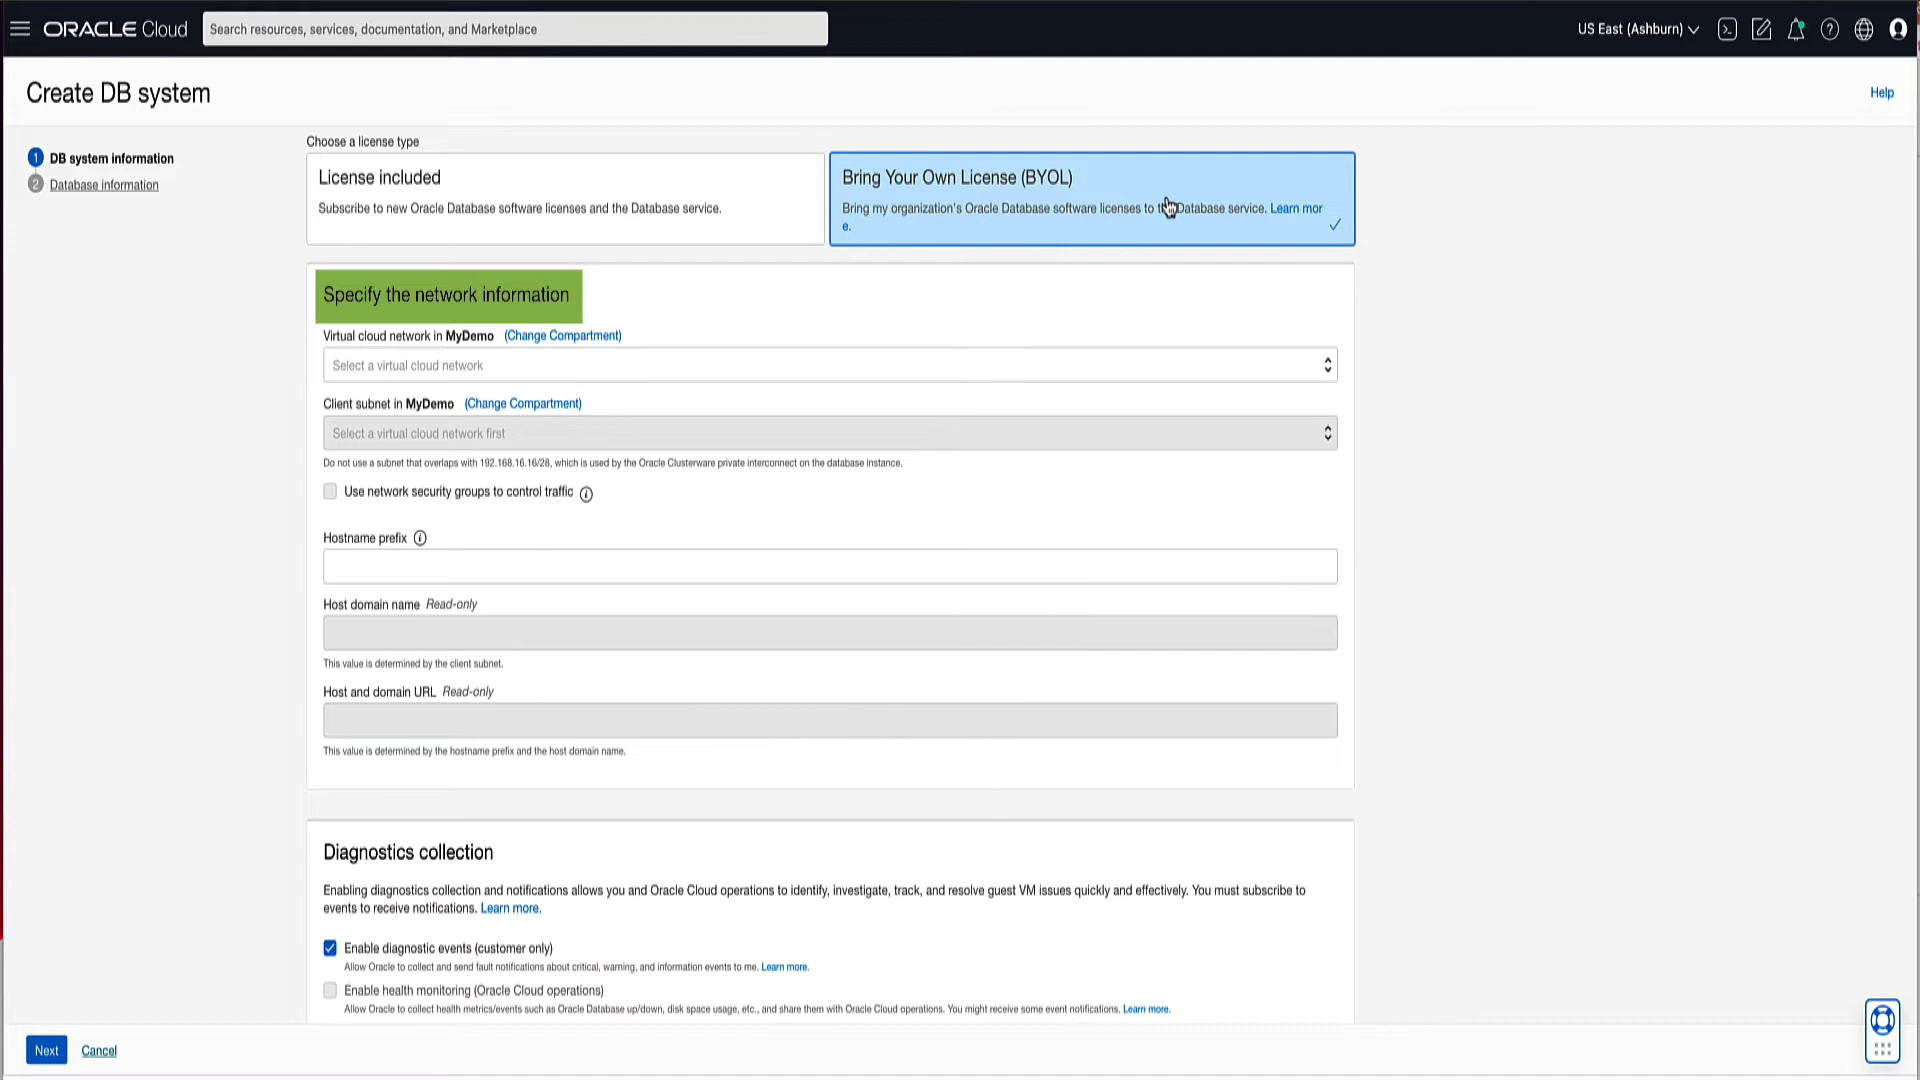 ORACLE Cloud
Search resources, services, documentation, and Marketplace
US East (Ashburn)
Create DB system
Help
1 DB system information
2 Database information
Choose a license type
License included
Subscribe to new Oracle Database software licenses and the Database service.
Bring Your Own License (BYOL)
Bring my organization's Oracle Database software licenses to the Database service. Learn mor
e.
Specify the network information
Virtual cloud network in MyDemo (Change Compartment)
Select a virtual cloud network
Client subnet in MyDemo (Change Compartment)
Select a virtual cloud network first
Do not use a subnet that overlaps with 192.168.16.16/28, which is used by the Oracle Clusterware private interconnect on the database instance.
Use network security groups to control traffic
Hostname prefix
Host domain name Read-only
This value is determined by the client subnet.
Host and domain URL Read-only
This value is determined by the hostname prefix and the host domain name.
Diagnostics collection
Enabling diagnostics collection and notifications allows you and Oracle Cloud operations to identify, investigate, track, and resolve guest VM issues quickly and effectively. You must subscribe to
events to receive notifications. Learn more.
Enable diagnostic events (customer only)
Allow Oracle to collect and send fault notifications about critical, warning, and information events to me. Learn more.
Enable health monitoring (Oracle Cloud operations)
Allow Oracle to collect health metrics/events such as Oracle Database up/down, disk space usage, etc., and share them with Oracle Cloud operations. You might receive some event notifications. Learn more.
Next
Cancel